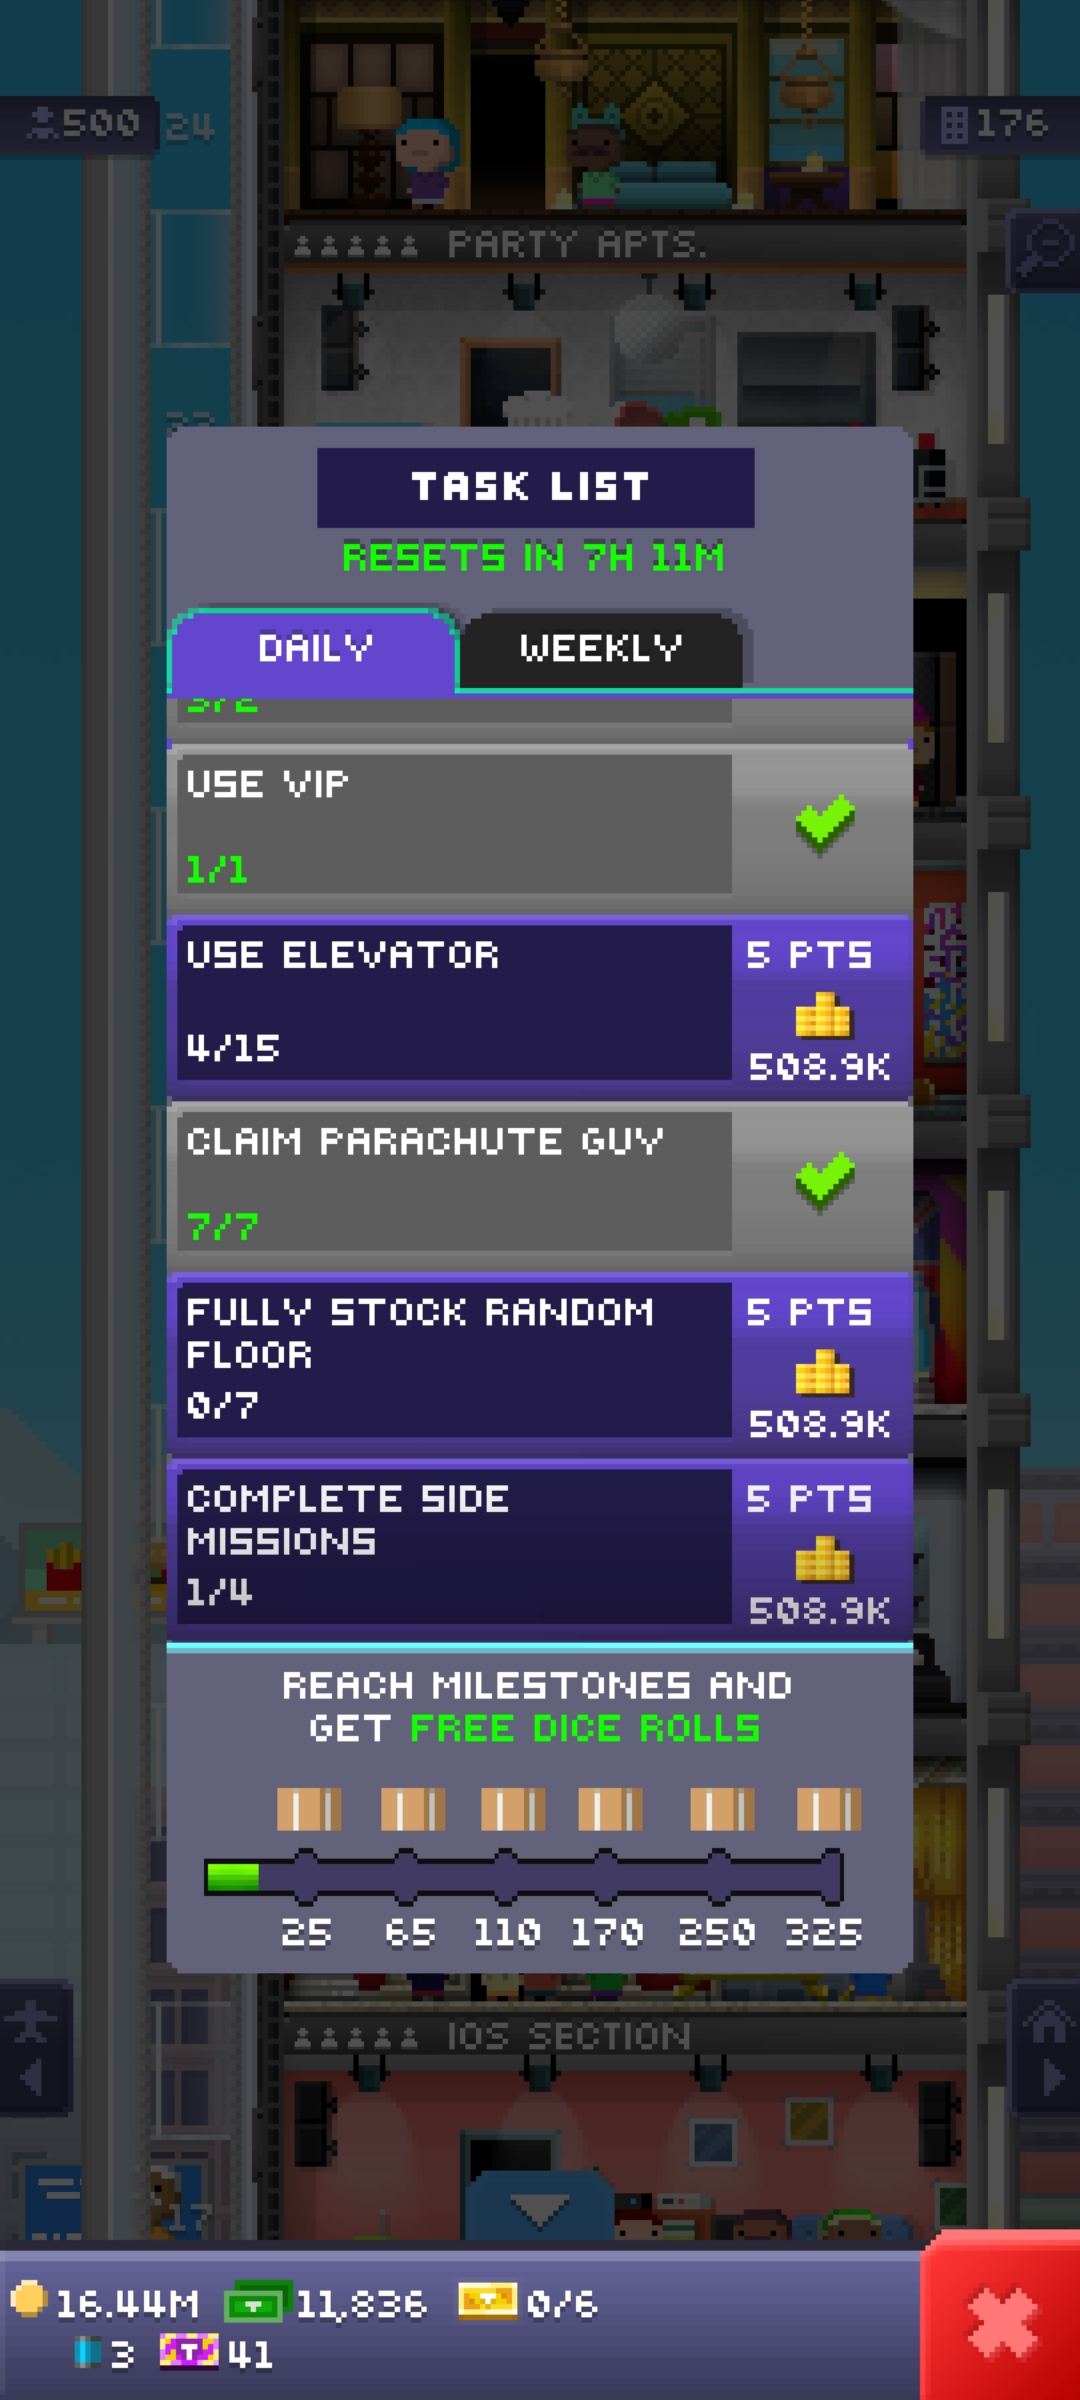 500
24
176
PARTY APTS.
TASK LIST
RESETS IN 7H 11M
DAILY
WEEKLY
USE VIP
1/1
USE ELEVATOR
4/15
5 PTS
508.9K
CLAIM PARACHUTE GUY
7/7
FULLY STOCK RANDOM
FLOOR
0/7
5 PTS
508.9K
COMPLETE SIDE
MISSIONS
1/4
5 PTS
508.9K
REACH MILESTONES AND
GET FREE DICE ROLLS
25 65 110 170 250 325
IOS SECTION
17
16.44M 11,836 0/6
3 41